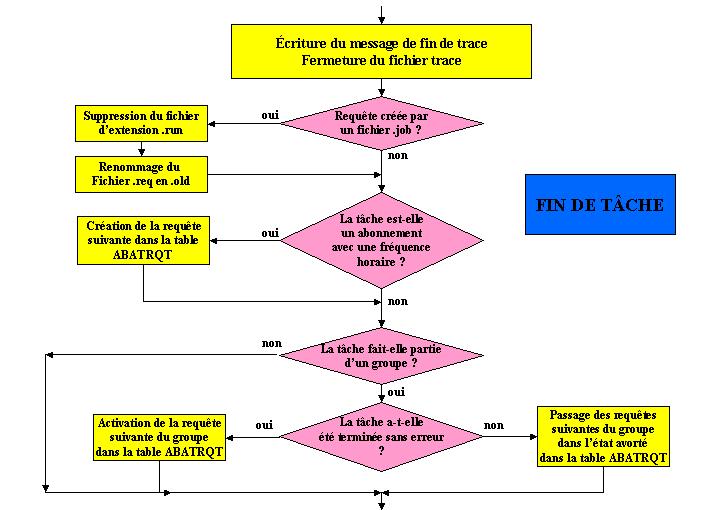 Écriture du message de fin de trace
Fermeture du fichier trace
Suppression du fichier
d'extension .run
oui
Requête créée par
un fichier .job ?
non
Renommage du
Fichier .req en .old
FIN DE TÂCHE
Création de la requête
suivante dans la table
ABATRQT
oui
La tâche est-elle
un abonnement
avec une fréquence
horaire ?
non
non
La tâche fait-elle partie
d'un groupe ?
oui
Activation de la requête
suivante du groupe
dans la table ABATRQT
oui
La tâche a-t-elle
été terminée sans erreur
?
non
Passage des requêtes
suivantes du groupe
dans l'état avorté
dans la table ABATRQT